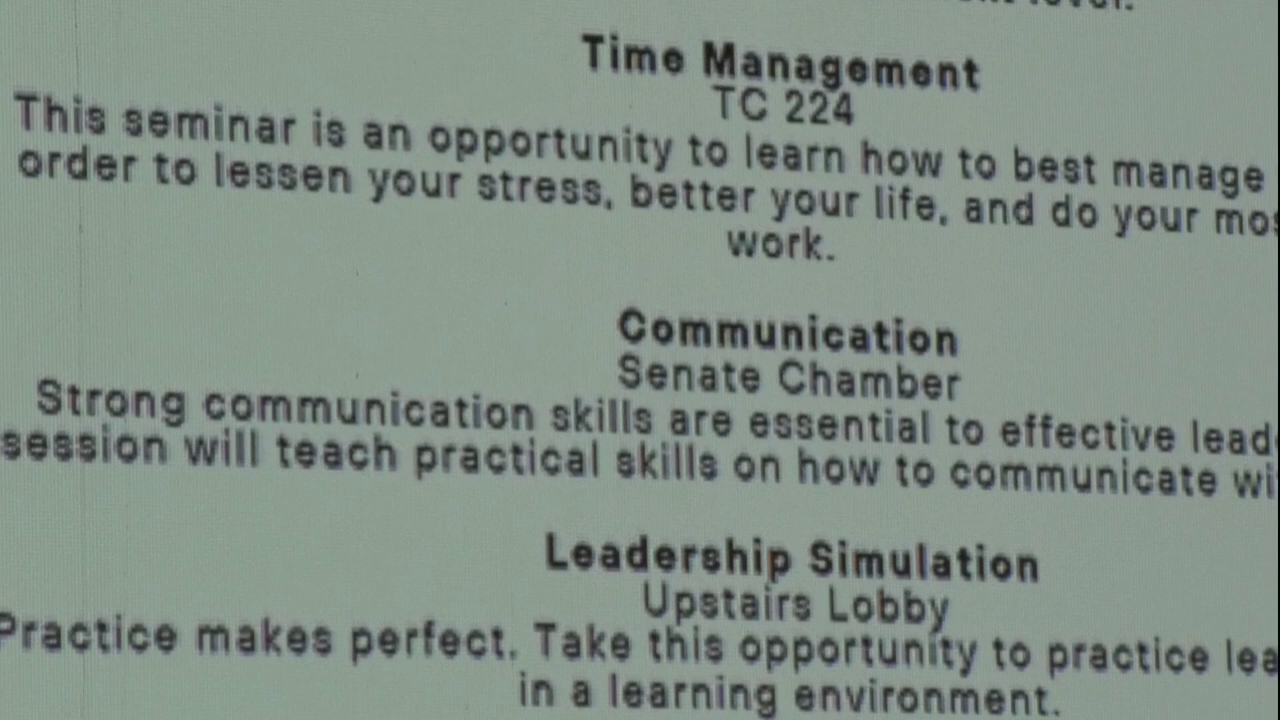 Time Management
TC 224
This seminar is an opportunity to learn how to best manage
order to lessen your stress, better your life, and do your
work.
Communication
Senate Chamber
Strong communication skills are essential to effective
session will teach practical skills on how to communicate
Leadership Simulation
Upstairs Lobby
Practice makes perfect. Take this opportunity to practice
in a learning environment.